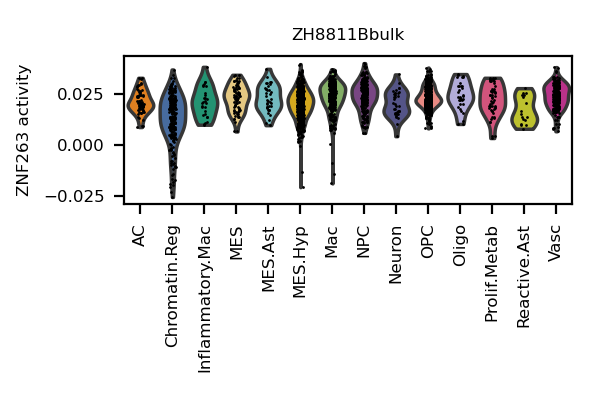 ZH8811Bbulk
ZNF263 activity
0.025
0.000
−0.025
AC
Chromatin.Reg
Inflammatory.Mac
MES
MES.Ast
MES.Hyp
Mac
NPC
Neuron
OPC
Oligo
Prolif.Metab
Reactive.Ast
Vasc